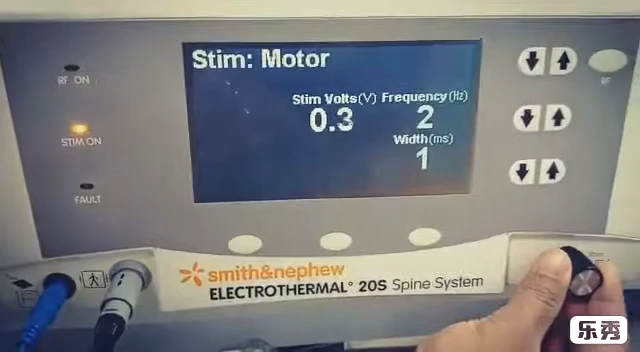 Stim: Motor
Stim Volts(V) Frequency(Hz)
0.3 2
Width(ms)
1
RF ON
STIM ON
FAULT
RF
smith&nephew
ELECTROTHERMAL° 20S Spine System
乐秀